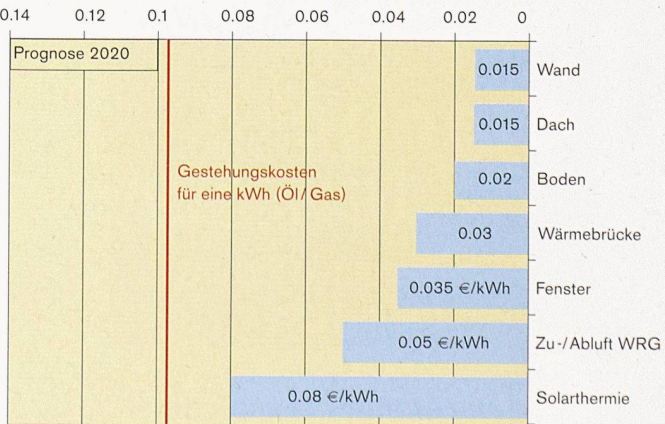 0.14 0.12 0.1 0.08 0.06 0.04 0.02 0
Prognose 2020
0.015 Wand
0.015 Dach
Gestehungskosten
für eine kWh (Öl/Gas)
0.02 Boden
0.03 Wärmebrücke
0.035 €/kWh Fenster
0.05 €/kWh Zu-/Abluft WRG
0.08 €/kWh Solarthermie